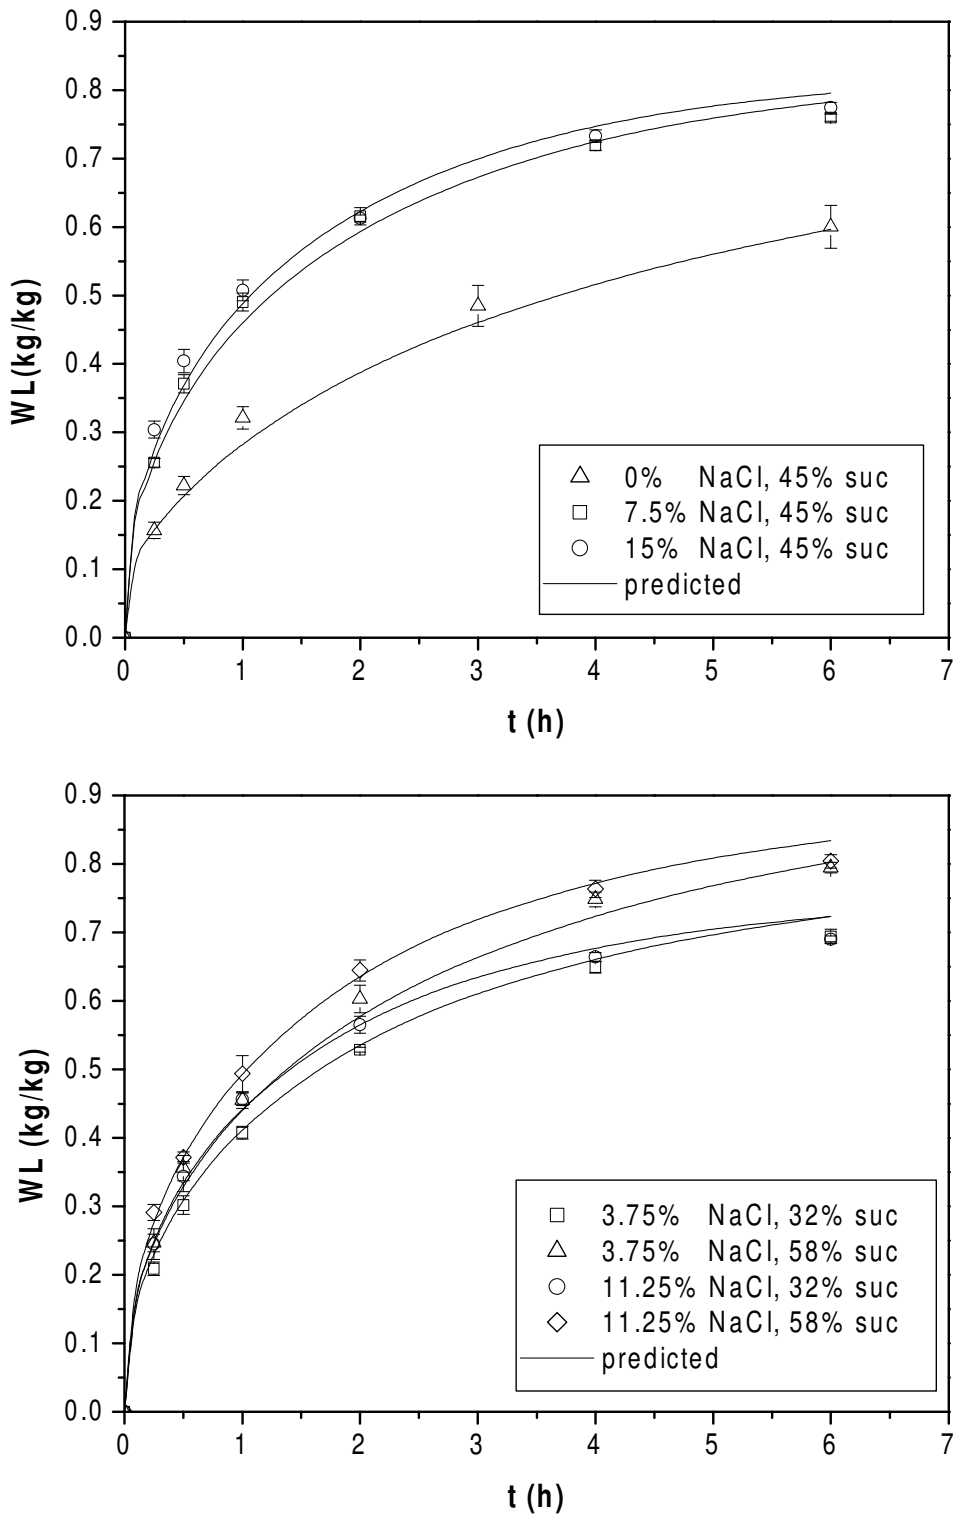 0.9
0.8
0.7
0.6
0.5
0.4
0.3
0.2
0.1
0.0
WL(kg/kg)
0% NaCl, 45% suc
7.5% NaCl, 45% suc
15% NaCl, 45% suc
predicted
0 1 2 3 4 5 6 7
t (h)
0.9
0.8
0.7
0.6
0.5
0.4
0.3
0.2
0.1
0.0
WL (kg/kg)
3.75% NaCl, 32% suc
3.75% NaCl, 58% suc
11.25% NaCl, 32% suc
11.25% NaCl, 58% suc
predicted
0 1 2 3 4 5 6 7
t (h)